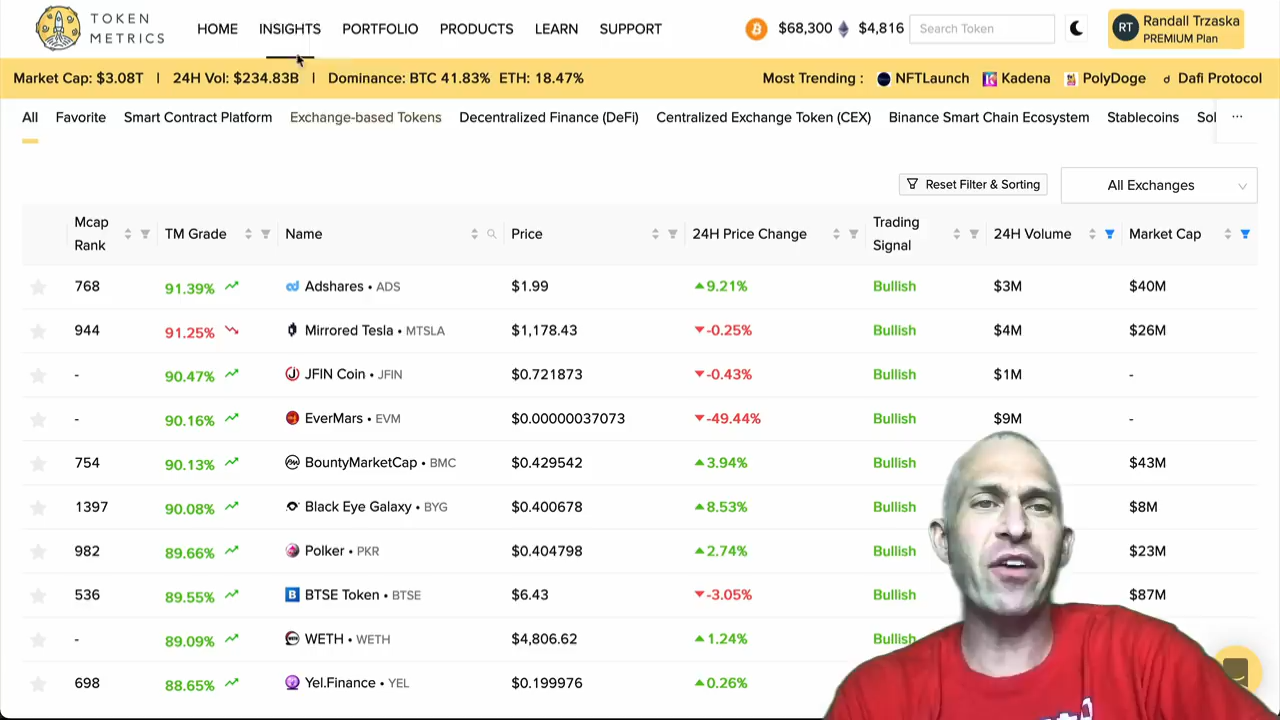 TOKEN
METRICS
HOME INSIGHTS PORTFOLIO PRODUCTS LEARN SUPPORT
$68,300 $4,816 Search Token
RT Randall Trzaska
PREMIUM Plan
Market Cap: $3.08T | 24H Vol: $234.83B | Dominance: BTC 41.83% ETH: 18.47% Most Trending : NFTLaunch Kadena PolyDoge Dafi Protocol
All Favorite Smart Contract Platform Exchange-based Tokens Decentralized Finance (DeFi) Centralized Exchange Token (CEX) Binance Smart Chain Ecosystem Stablecoins Sol ...
Reset Filter & Sorting All Exchanges
Mcap Rank TM Grade Name Price 24H Price Change Trading Signal 24H Volume Market Cap
768 91.39% Adshares • ADS $1.99 9.21% Bullish $3M $40M
944 91.25% Mirrored Tesla • MTSLA $1,178.43 -0.25% Bullish $4M $26M
- 90.47% JFIN Coin • JFIN $0.721873 -0.43% Bullish $1M -
- 90.16% EverMars • EVM $0.00000037073 -49.44% Bullish $9M -
754 90.13% BountyMarketCap • BMC $0.429542 3.94% Bullish $43M
1397 90.08% Black Eye Galaxy • BYG $0.400678 8.53% Bullish $8M
982 89.66% Polker • PKR $0.404798 2.74% Bullish $23M
536 89.55% B BTSE Token • BTSE $6.43 -3.05% Bullish $87M
- 89.09% WETH • WETH $4,806.62 1.24% Bullish
698 88.65% Yel.Finance • YEL $0.199976 0.26%